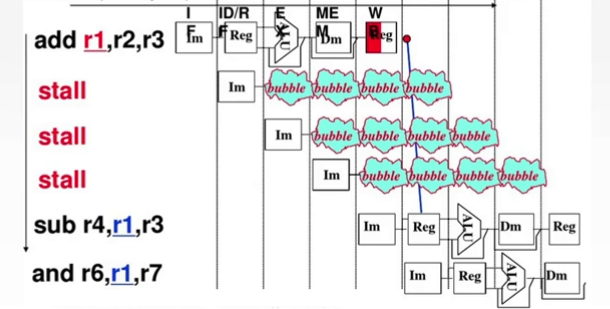 I ID/R E ME W
F F X M B
add r1,r2,r3 Im Reg ALU Dm Reg
stall Im bubble bubble bubble bubble
stall Im bubble bubble bubble bubble
stall Im bubble bubble bubble bubble
sub r4,r1,r3 Im Reg ALU Dm Reg
and r6,r1,r7 Im Reg ALU Dm